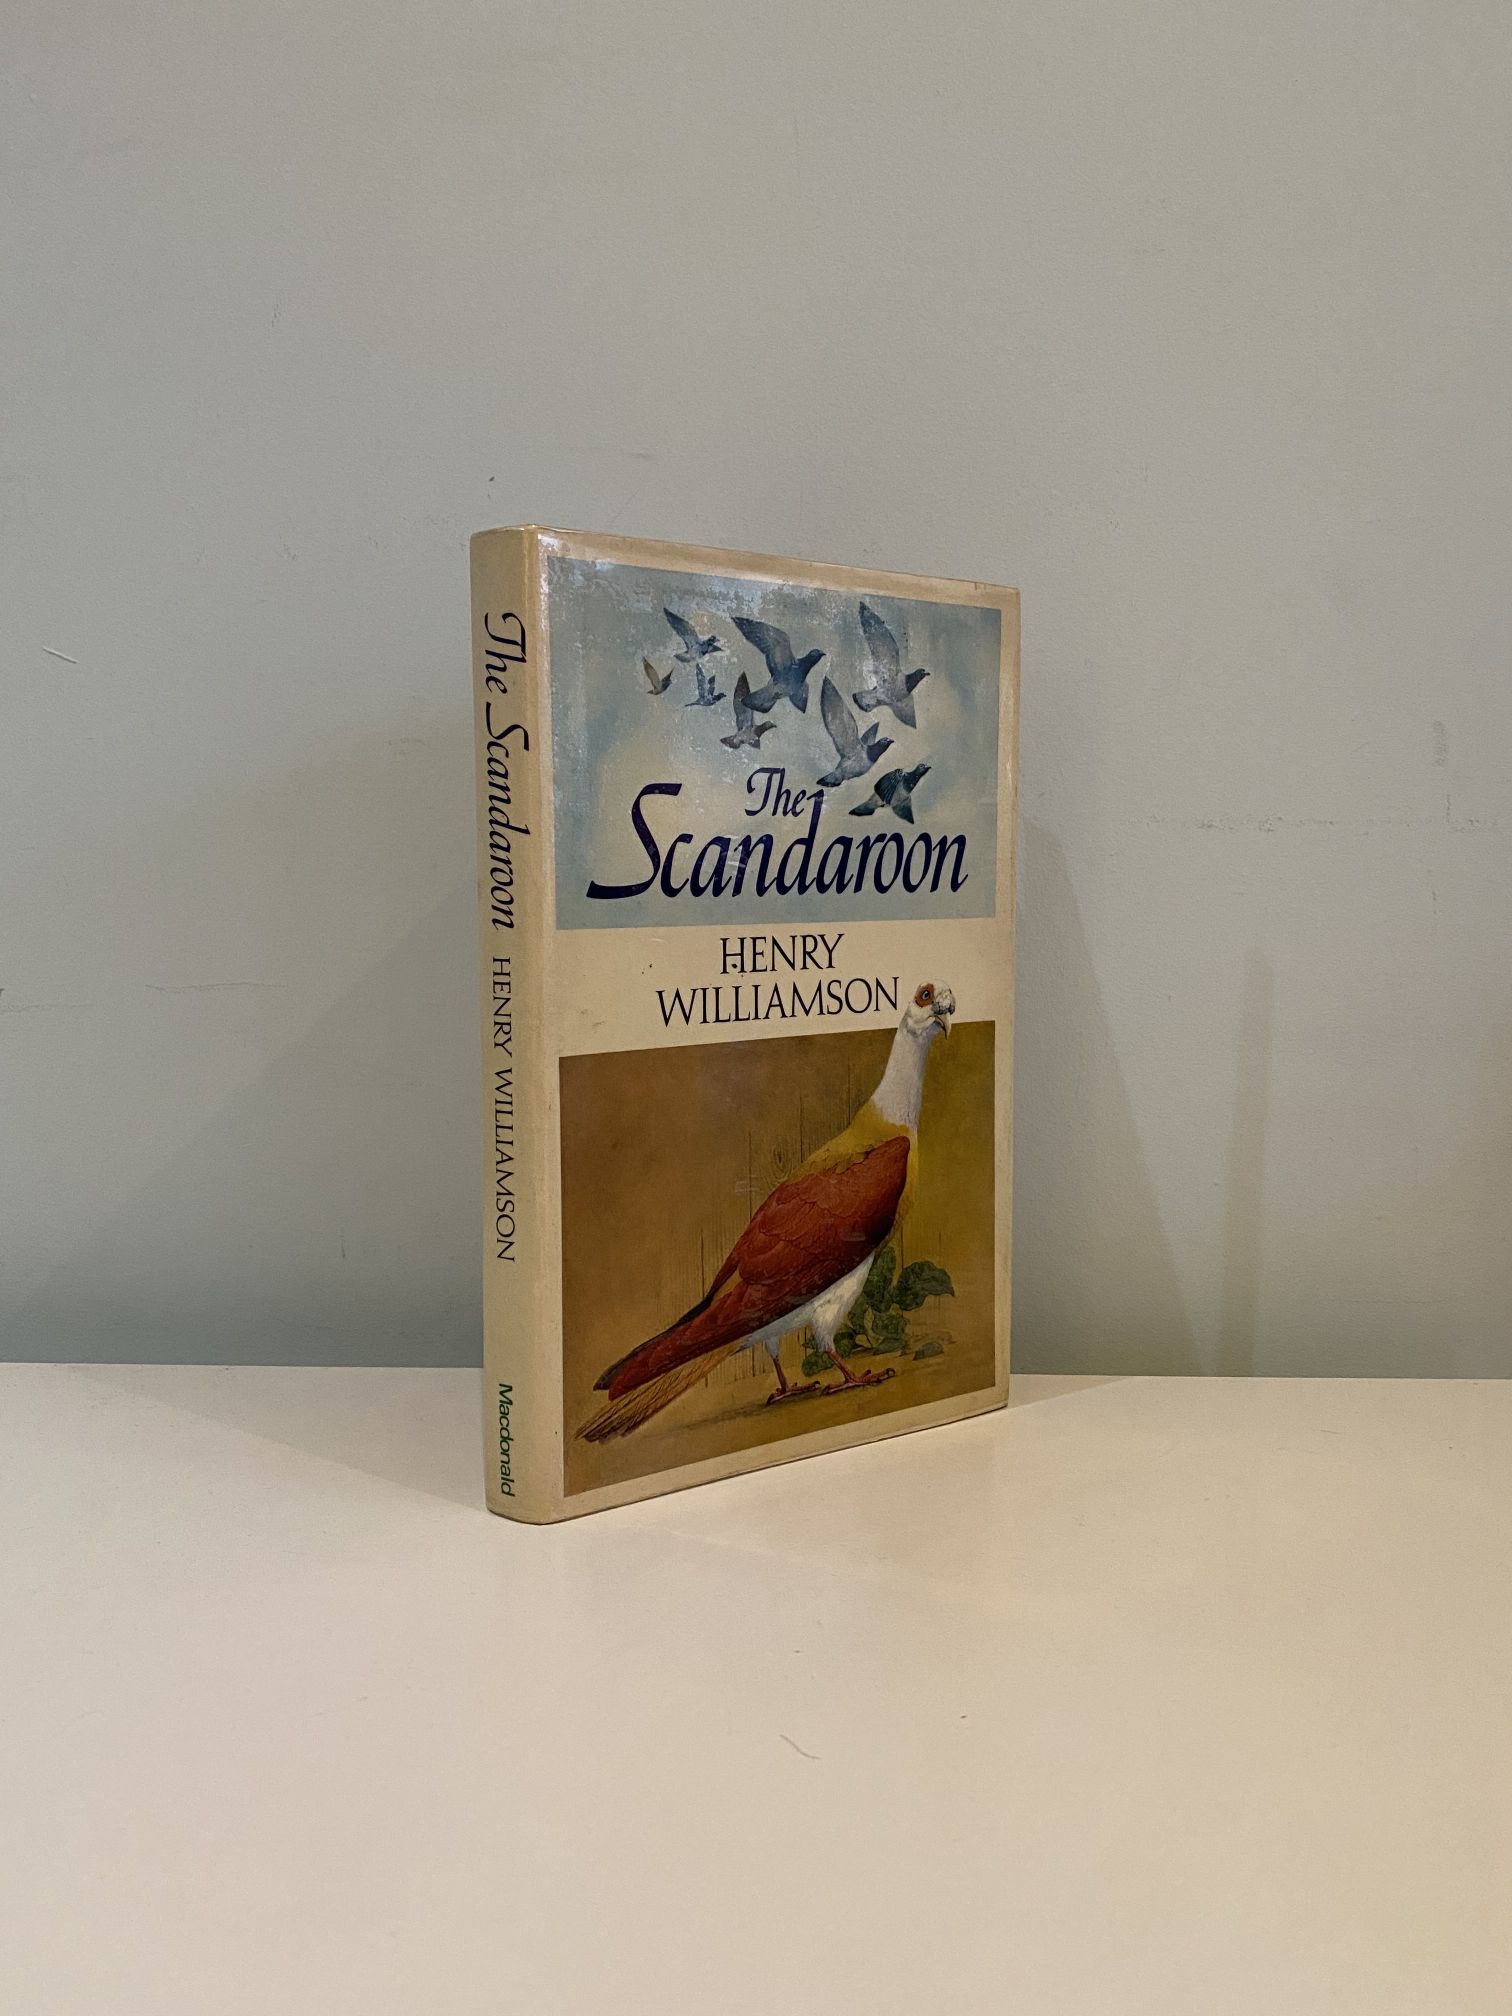 The Scandaroon HENRY WILLIAMSON Macdonald
The
Scandaroon
HENRY
WILLIAMSON